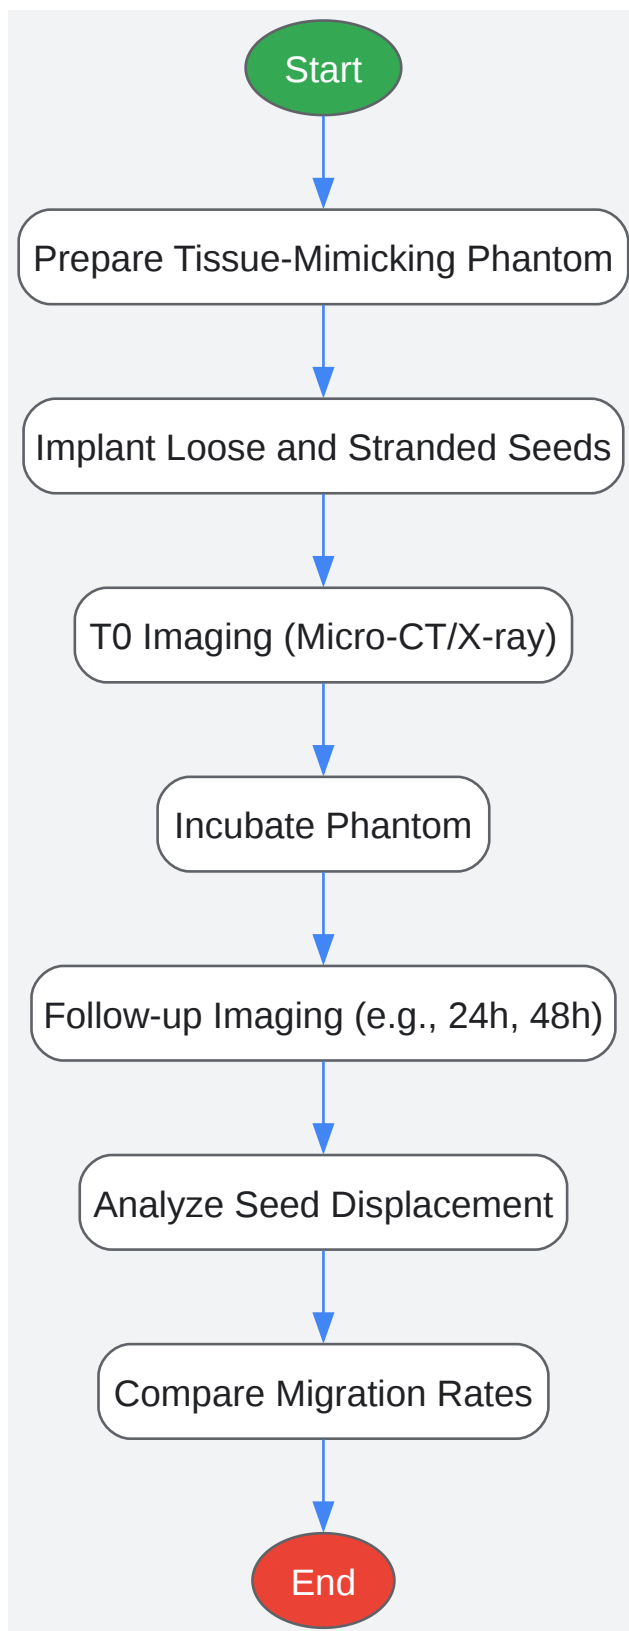 Start
Prepare Tissue-Mimicking Phantom
Implant Loose and Stranded Seeds
T0 Imaging (Micro-CT/X-ray)
Incubate Phantom
Follow-up Imaging (e.g., 24h, 48h)
Analyze Seed Displacement
Compare Migration Rates
End